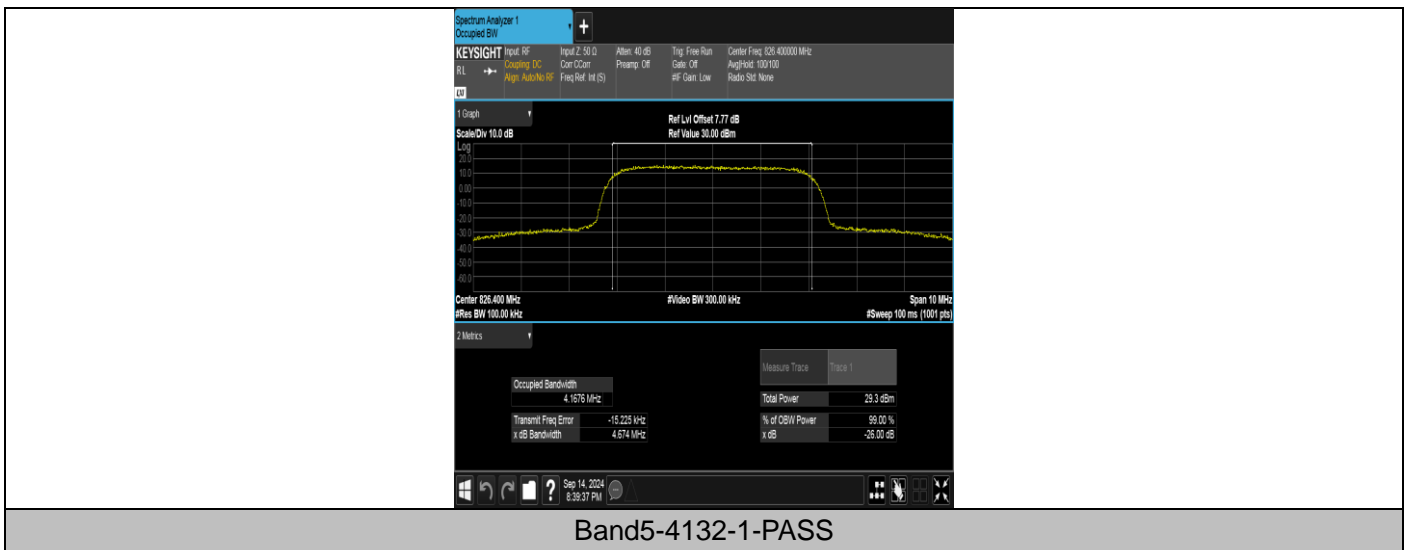 Spectrum Analyzer 1
Occupied BW
+
KEYSIGHT Input: RF Input Z: 50 Ω Atten: 40 dB Trig: Free Run Center Freq: 826.400000 MHz
Coupling: DC Corr CCorr Preamp: Off Gate: Off Avg|Hold: 100/100
RL Align: Auto/No RF Freq Ref: Int (S) #IF Gain: Low Radio Std: None
LXI
1 Graph
Ref Lvl Offset 7.77 dB
Scale/Div 10.0 dB Ref Value 30.00 dBm
Log
20.0
10.0
0.00
-10.0
-20.0
-30.0
-40.0
-50.0
-60.0
Center 826.400 MHz #Video BW 300.00 kHz Span 10 MHz
#Res BW 100.00 kHz #Sweep 100 ms (1001 pts)
2 Metrics
Measure Trace Trace 1
Occupied Bandwidth
4.1676 MHz
Total Power 29.3 dBm
Transmit Freq Error -15.225 kHz % of OBW Power 99.00 %
x dB Bandwidth 4.674 MHz x dB -26.00 dB
? Sep 14, 2024
8:39:37 PM
Band5-4132-1-PASS